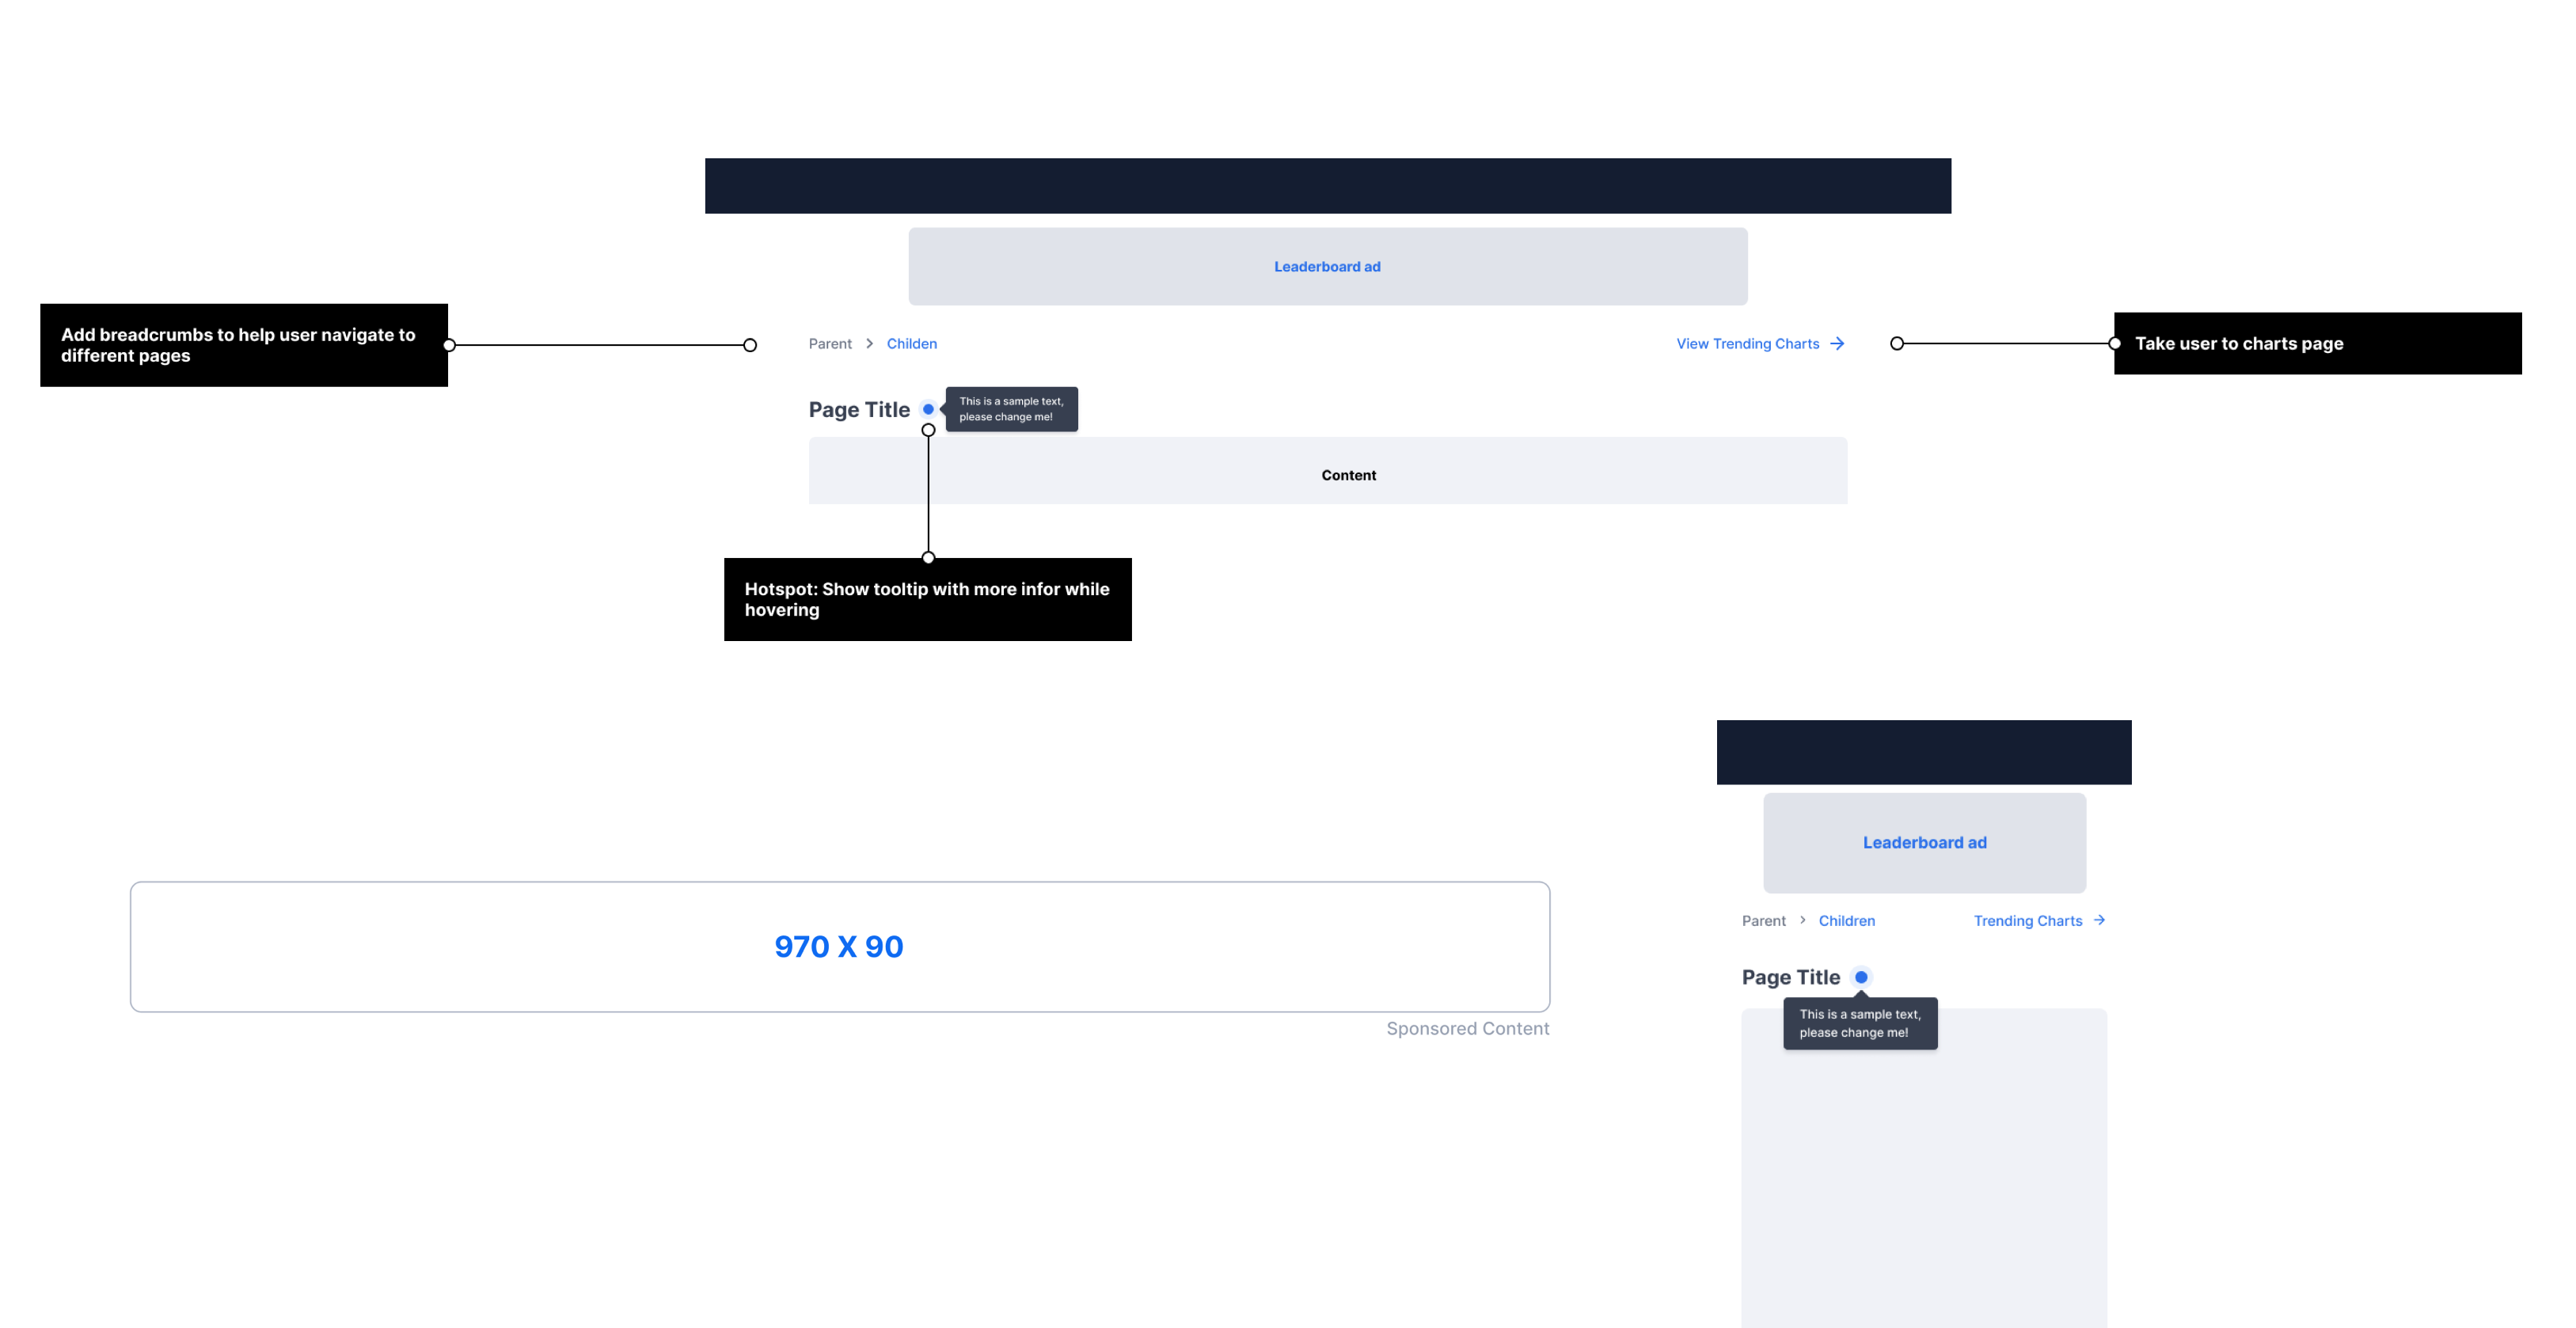 Leaderboard ad
Add breadcrumbs to help user navigate to
different pages
Parent > Childen
View Trending Charts →
Take user to charts page
Page Title
This is a sample text,
please change me!
Content
Hotspot: Show tooltip with more infor while
hovering
Leaderboard ad
Parent > Children
Trending Charts →
970 X 90
Sponsored Content
Page Title
This is a sample text,
please change me!